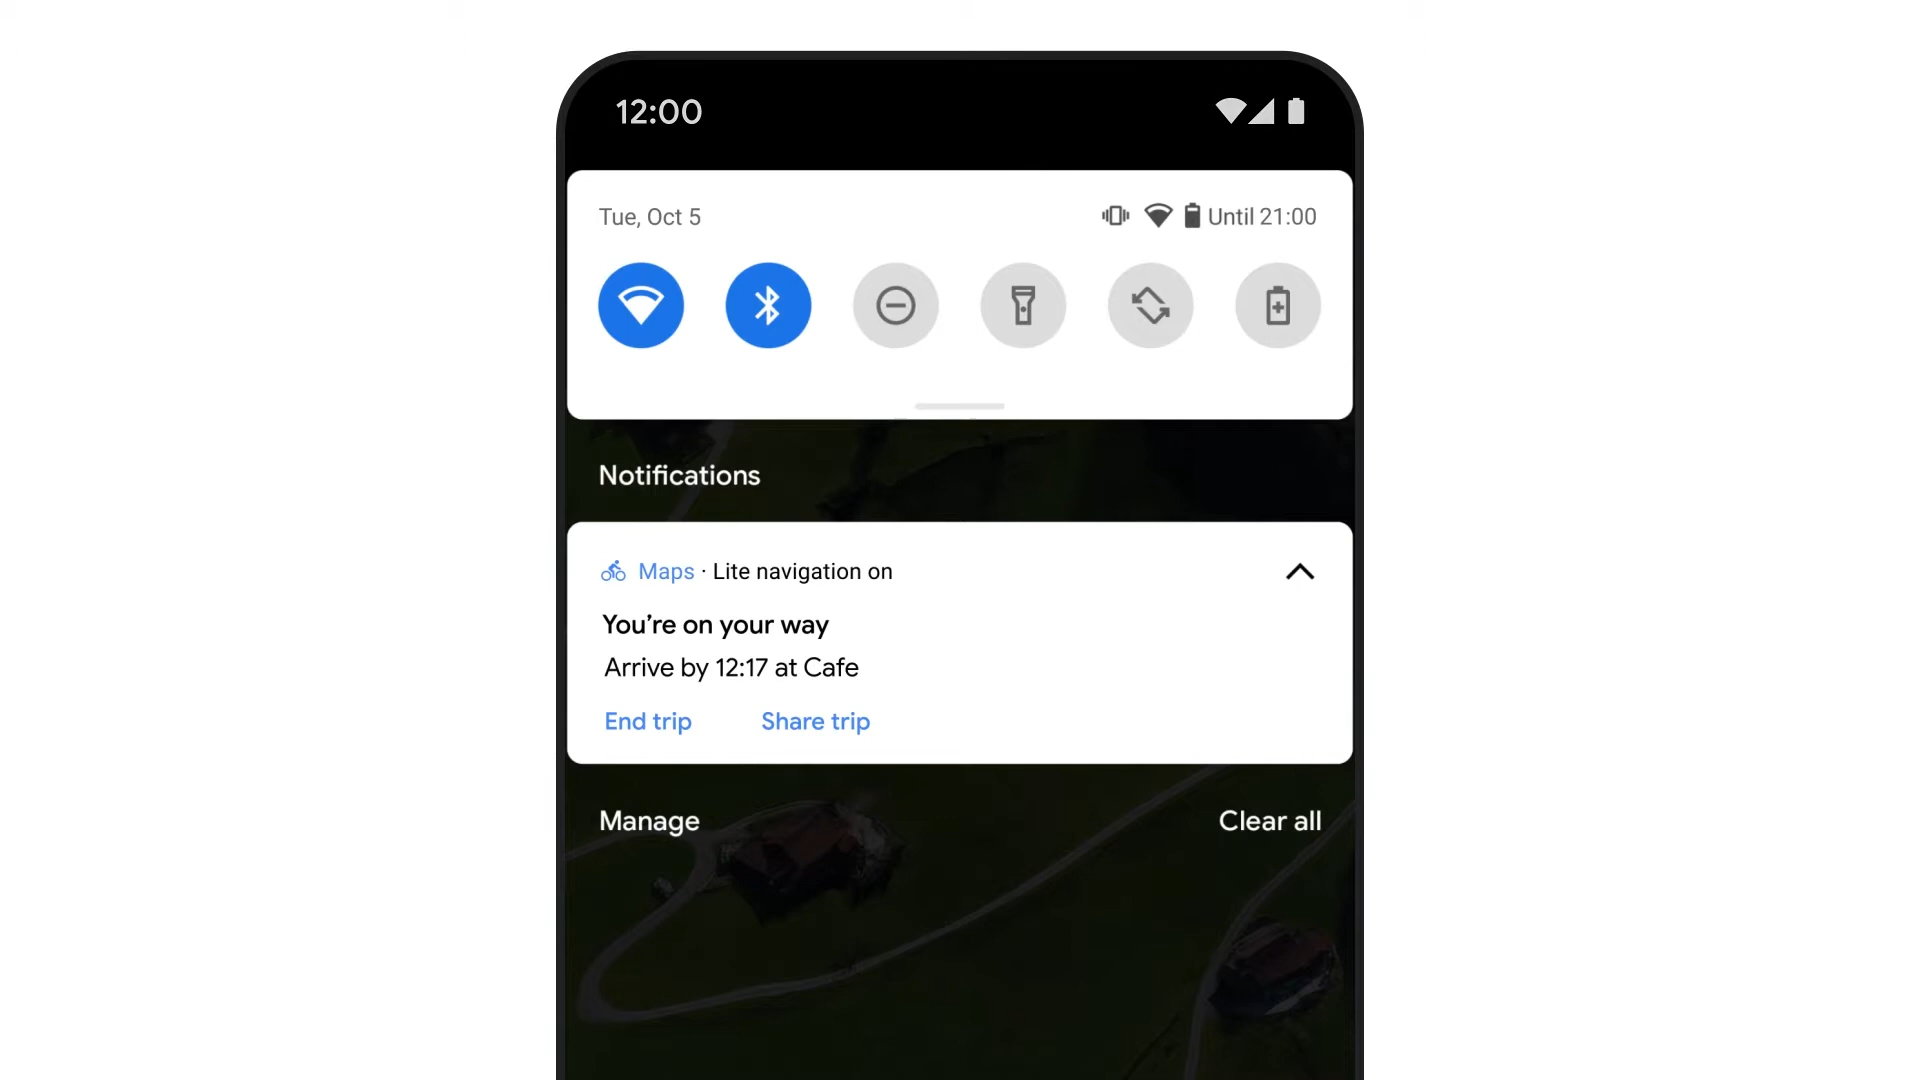 12:00
Tue, Oct 5
Until 21:00
Notifications
Maps · Lite navigation on
You’re on your way
Arrive by 12:17 at Cafe
End trip Share trip
Manage Clear all